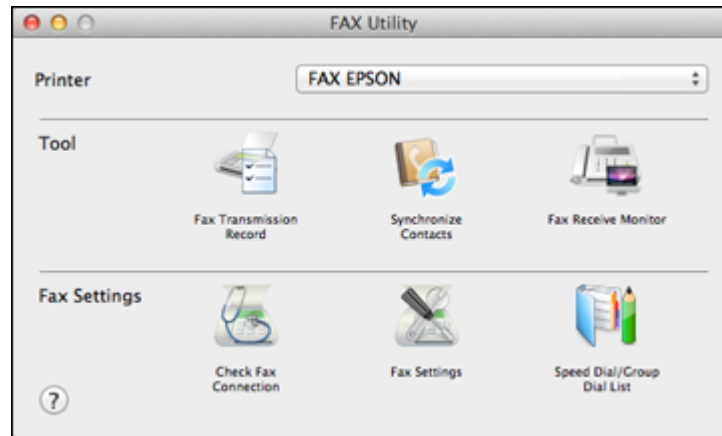 FAX Utility
Printer
FAX EPSON
Tool
Fax Transmission
Record
Synchronize
Contacts
Fax Receive Monitor
Fax Settings
Check Fax
Connection
Fax Settings
Speed Dial/Group
Dial List
?